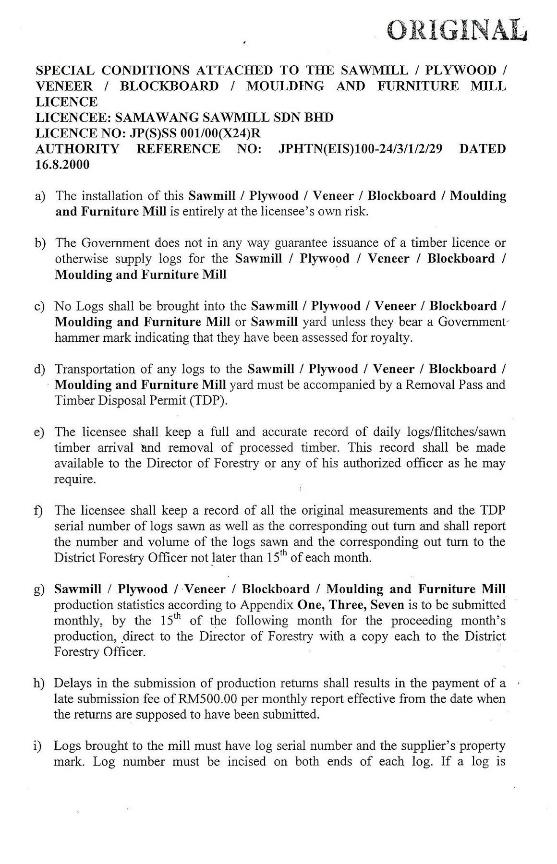 ORIGINAL
SPECIAL CONDITIONS ATTACHED TO THE SAWMILL / PLYWOOD /
VENEER / BLOCKBOARD / MOULDING AND FURNITURE MILL
LICENCE
LICENCEE: SAMAWANG SAWMILL SDN BHD
LICENCE NO: JP(S)SS 001/00(X24)R
AUTHORITY REFERENCE NO: JPHTN(EIS)100-24/3/1/2/29 DATED
16.8.2000
a) The installation of this Sawmill / Plywood / Veneer / Blockboard / Moulding
and Furniture Mill is entirely at the licensee's own risk.
b) The Government does not in any way guarantee issuance of a timber licence or
otherwise supply logs for the Sawmill / Plywood / Veneer / Blockboard /
Moulding and Furniture Mill
c) No Logs shall be brought into the Sawmill / Plywood / Veneer / Blockboard /
Moulding and Furniture Mill or Sawmill yard unless they bear a Government
hammer mark indicating that they have been assessed for royalty.
d) Transportation of any logs to the Sawmill / Plywood / Veneer / Blockboard /
Moulding and Furniture Mill yard must be accompanied by a Removal Pass and
Timber Disposal Permit (TDP).
e) The licensee shall keep a full and accurate record of daily logs/flitches/sawn
timber arrival and removal of processed timber. This record shall be made
available to the Director of Forestry or any of his authorized officer as he may
require.
f) The licensee shall keep a record of all the original measurements and the TDP
serial number of logs sawn as well as the corresponding out turn and shall report
the number and volume of the logs sawn and the corresponding out turn to the
District Forestry Officer not later than 15th of each month.
g) Sawmill / Plywood / Veneer / Blockboard / Moulding and Furniture Mill
production statistics according to Appendix One, Three, Seven is to be submitted
monthly, by the 15th of the following month for the proceeding month's
production, direct to the Director of Forestry with a copy each to the District
Forestry Officer.
h) Delays in the submission of production returns shall results in the payment of a
late submission fee of RM500.00 per monthly report effective from the date when
the returns are supposed to have been submitted.
i) Logs brought to the mill must have log serial number and the supplier's property
mark. Log number must be incised on both ends of each log. If a log is